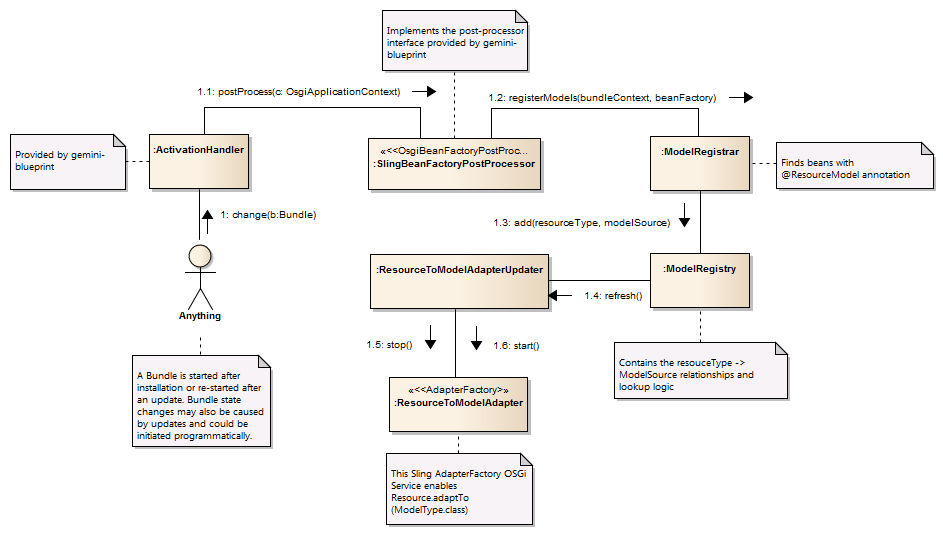 Implements the post-processor
interface provided by gemini-
blueprint
1.1: postProcess(c: OsgiApplicationContext)
1.2: registerModels(bundleContext, beanFactory)
Provided by gemini-
blueprint
:ActivationHandler
«<<OsgiBeanFactoryPostProc...
:SlingBeanFactoryPostProcessor
:ModelRegistrar
Finds beans with
@ResourceModel annotation
1: change(b:Bundle)
1.3: add(resourceType, modelSource)
Anything
:ResourceToModelAdapterUpdater
:ModelRegistry
1.4: refresh()
1.5: stop()
1.6: start()
A Bundle is started after
installation or re-started after
an update. Bundle state
changes may also be caused
by updates and could be
initiated programmatically.
Contains the resouceType ->
ModelSource relationships and
lookup logic
«<<AdapterFactory>»
:ResourceToModelAdapter
This Sling AdapterFactory OSGi
Service enables
Resource.adaptTo
(ModelType.class)